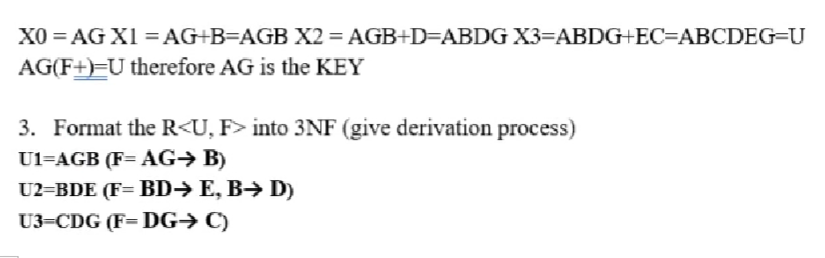 X0 = AG X1 = AG+B=AGB X2 = AGB+D=ABDG X3=ABDG+EC=ABCDEG=U
AG(F+)=U therefore AG is the KEY
3. Format the R<U, F> into 3NF (give derivation process)
U1=AGB (F= AG→ B)
U2=BDE (F= BD→ E, B→ D)
U3=CDG (F= DG→ C)